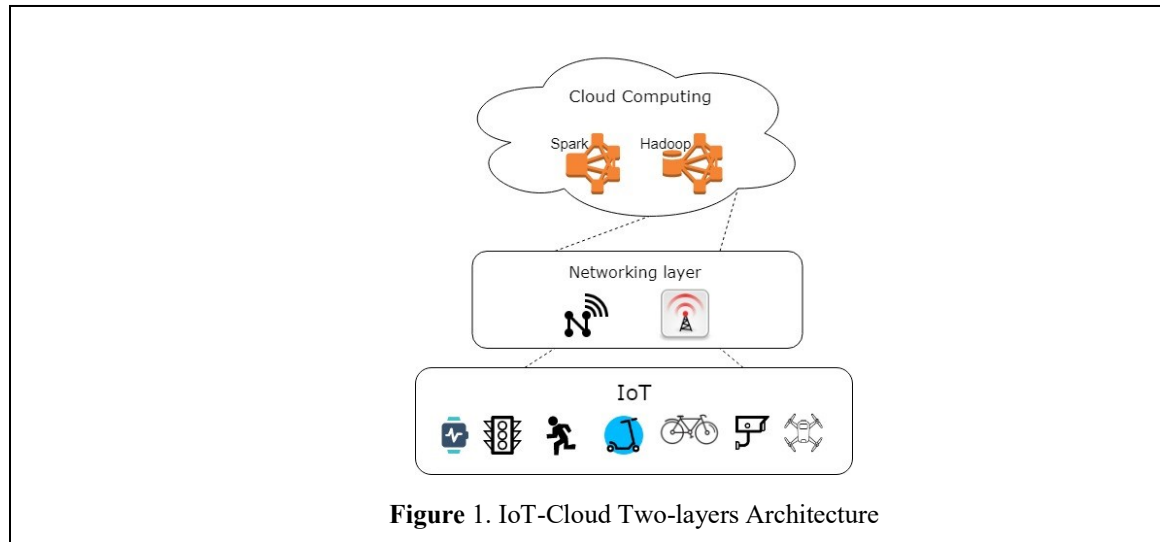 Cloud Computing
Spark Hadoop
Networking layer
IoT
Figure 1. IoT-Cloud Two-layers Architecture